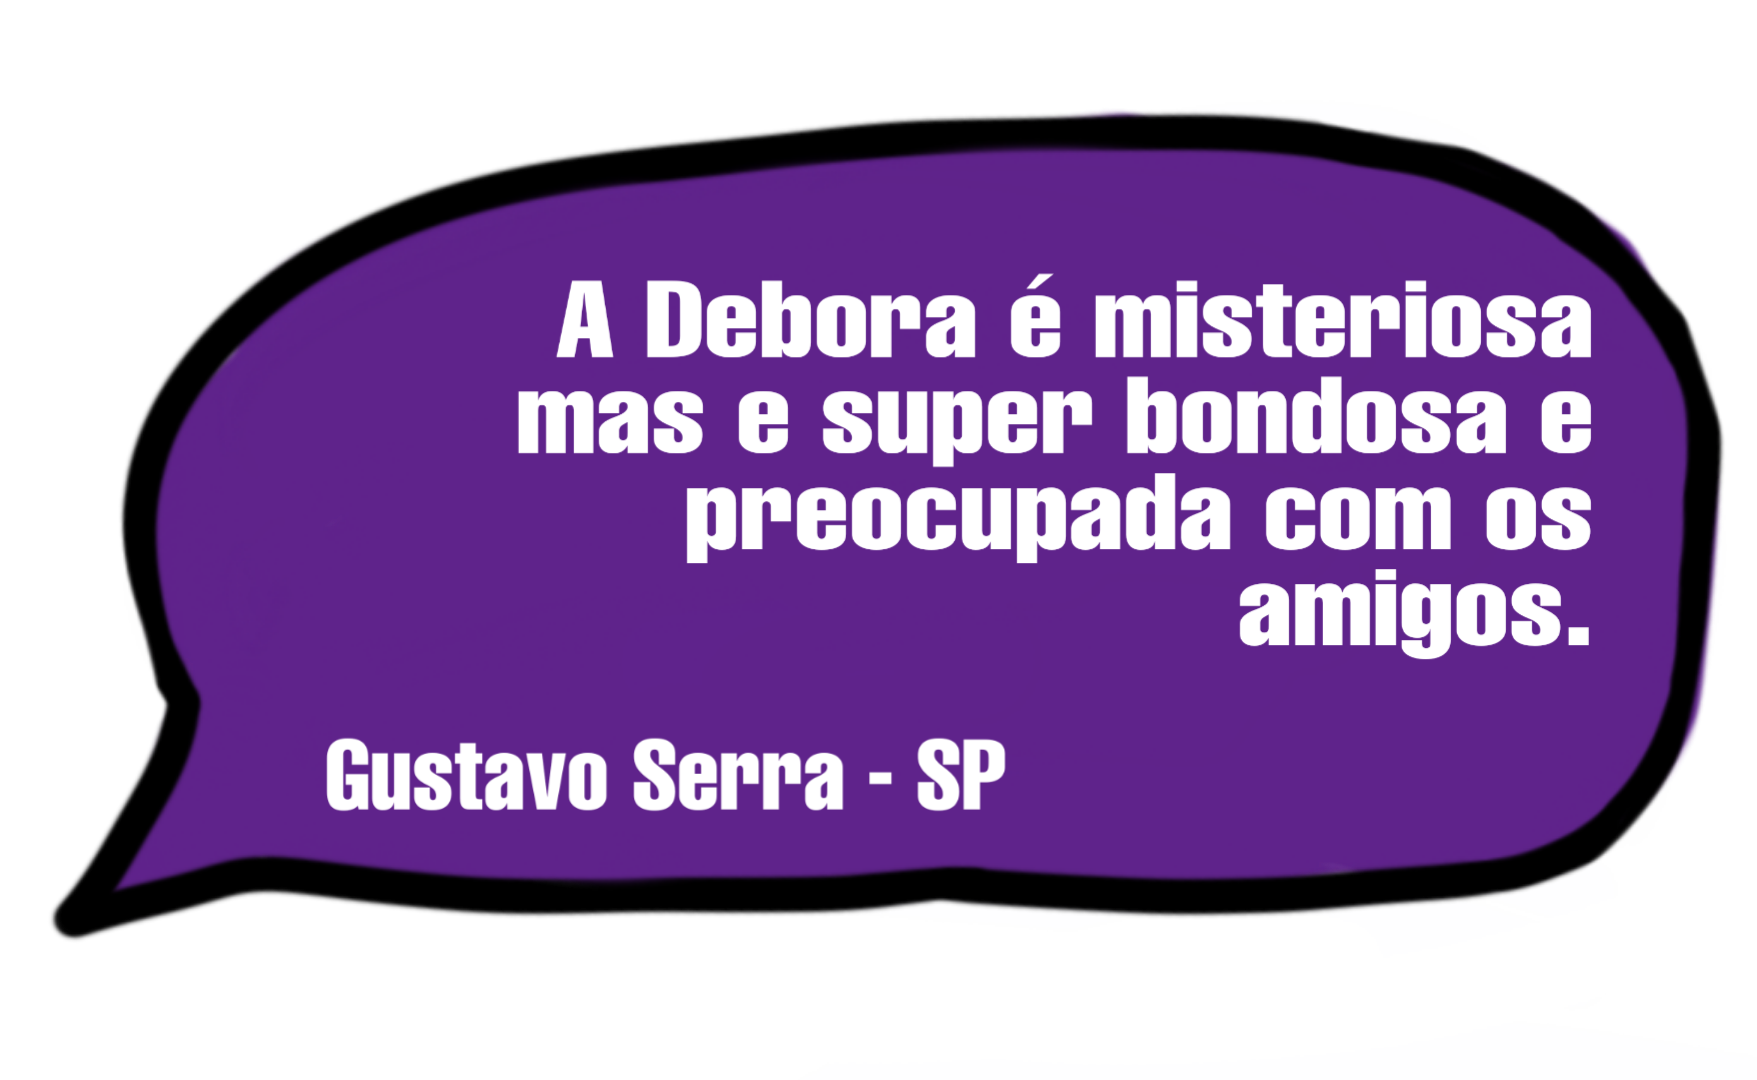 A Debora é misteriosa
mas e super bondosa e
preocupada com os
amigos.
Gustavo Serra - SP